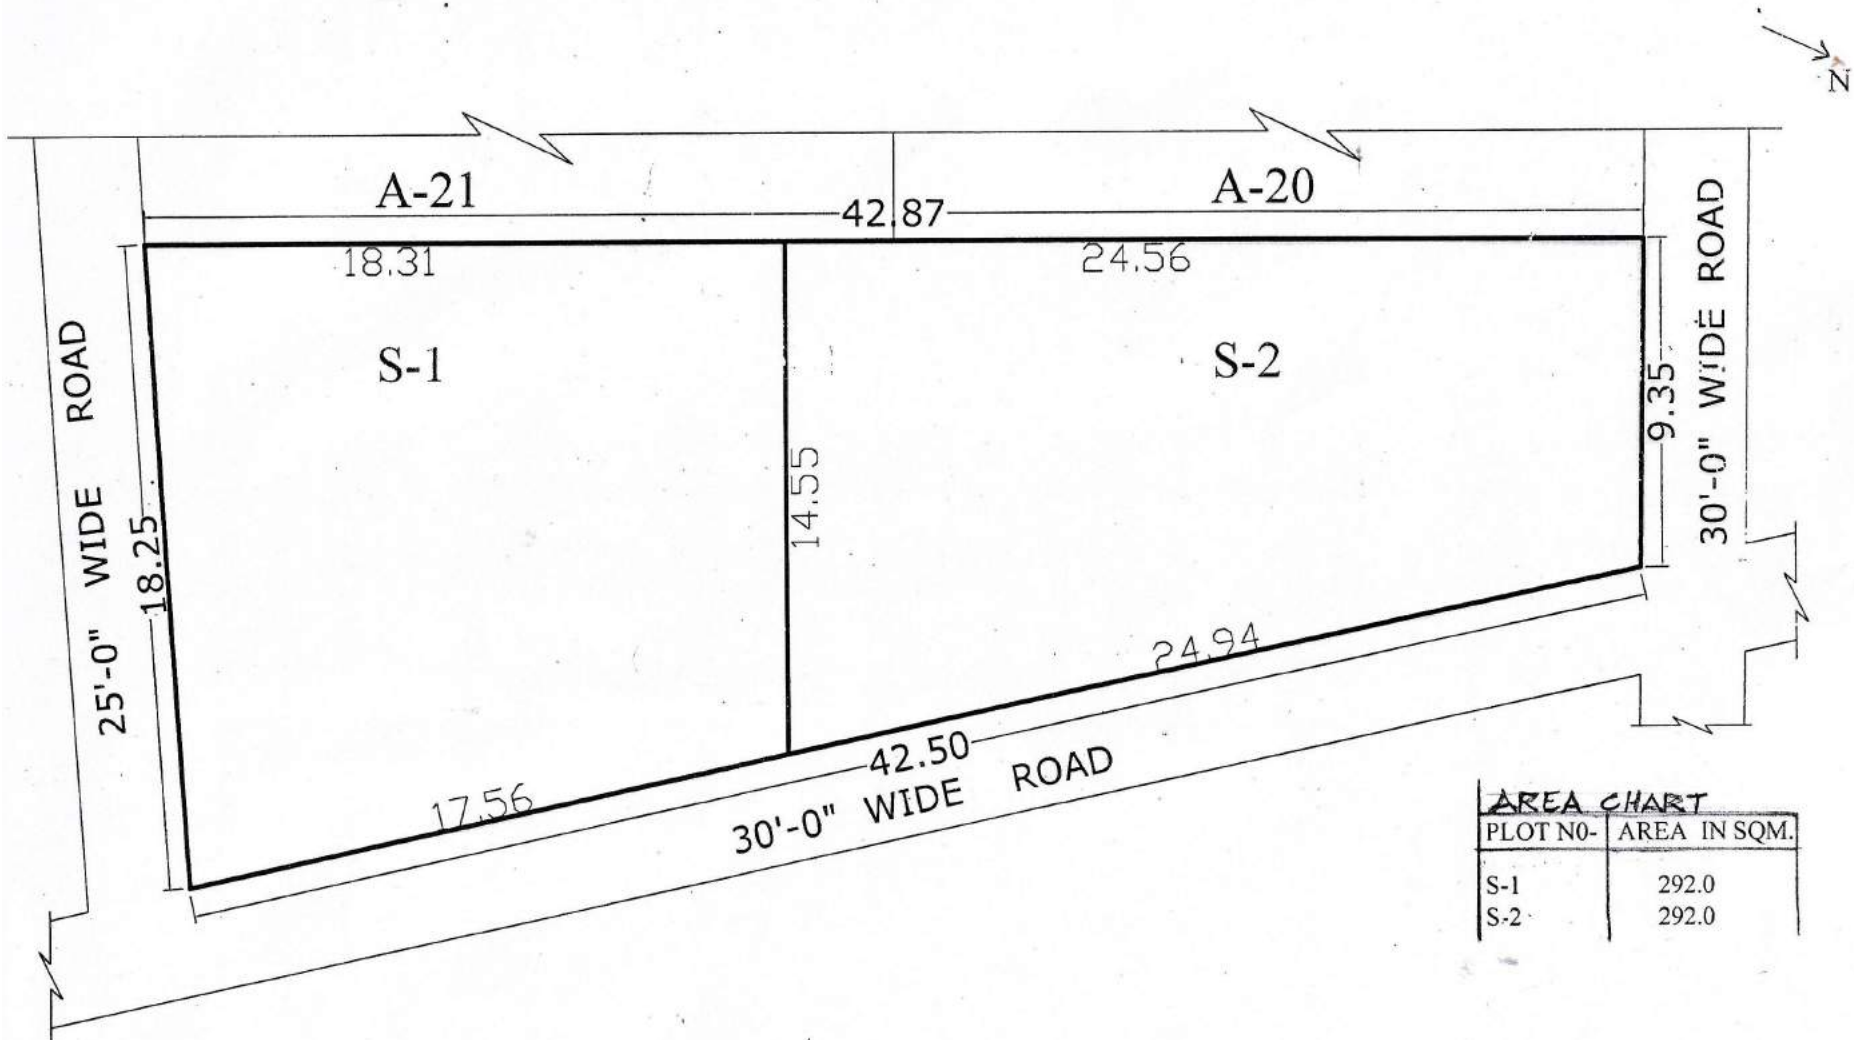 N
A-21
A-20
42.87
18.31
24.56
S-1
S-2
25'-0" WIDE ROAD
18.25
14.55
9.35
30'-0" WIDE ROAD
24.94
17.56
42.50
30'-0" WIDE ROAD
AREA CHART
PLOT N0- AREA IN SQM.
S-1 292.0
S-2 292.0